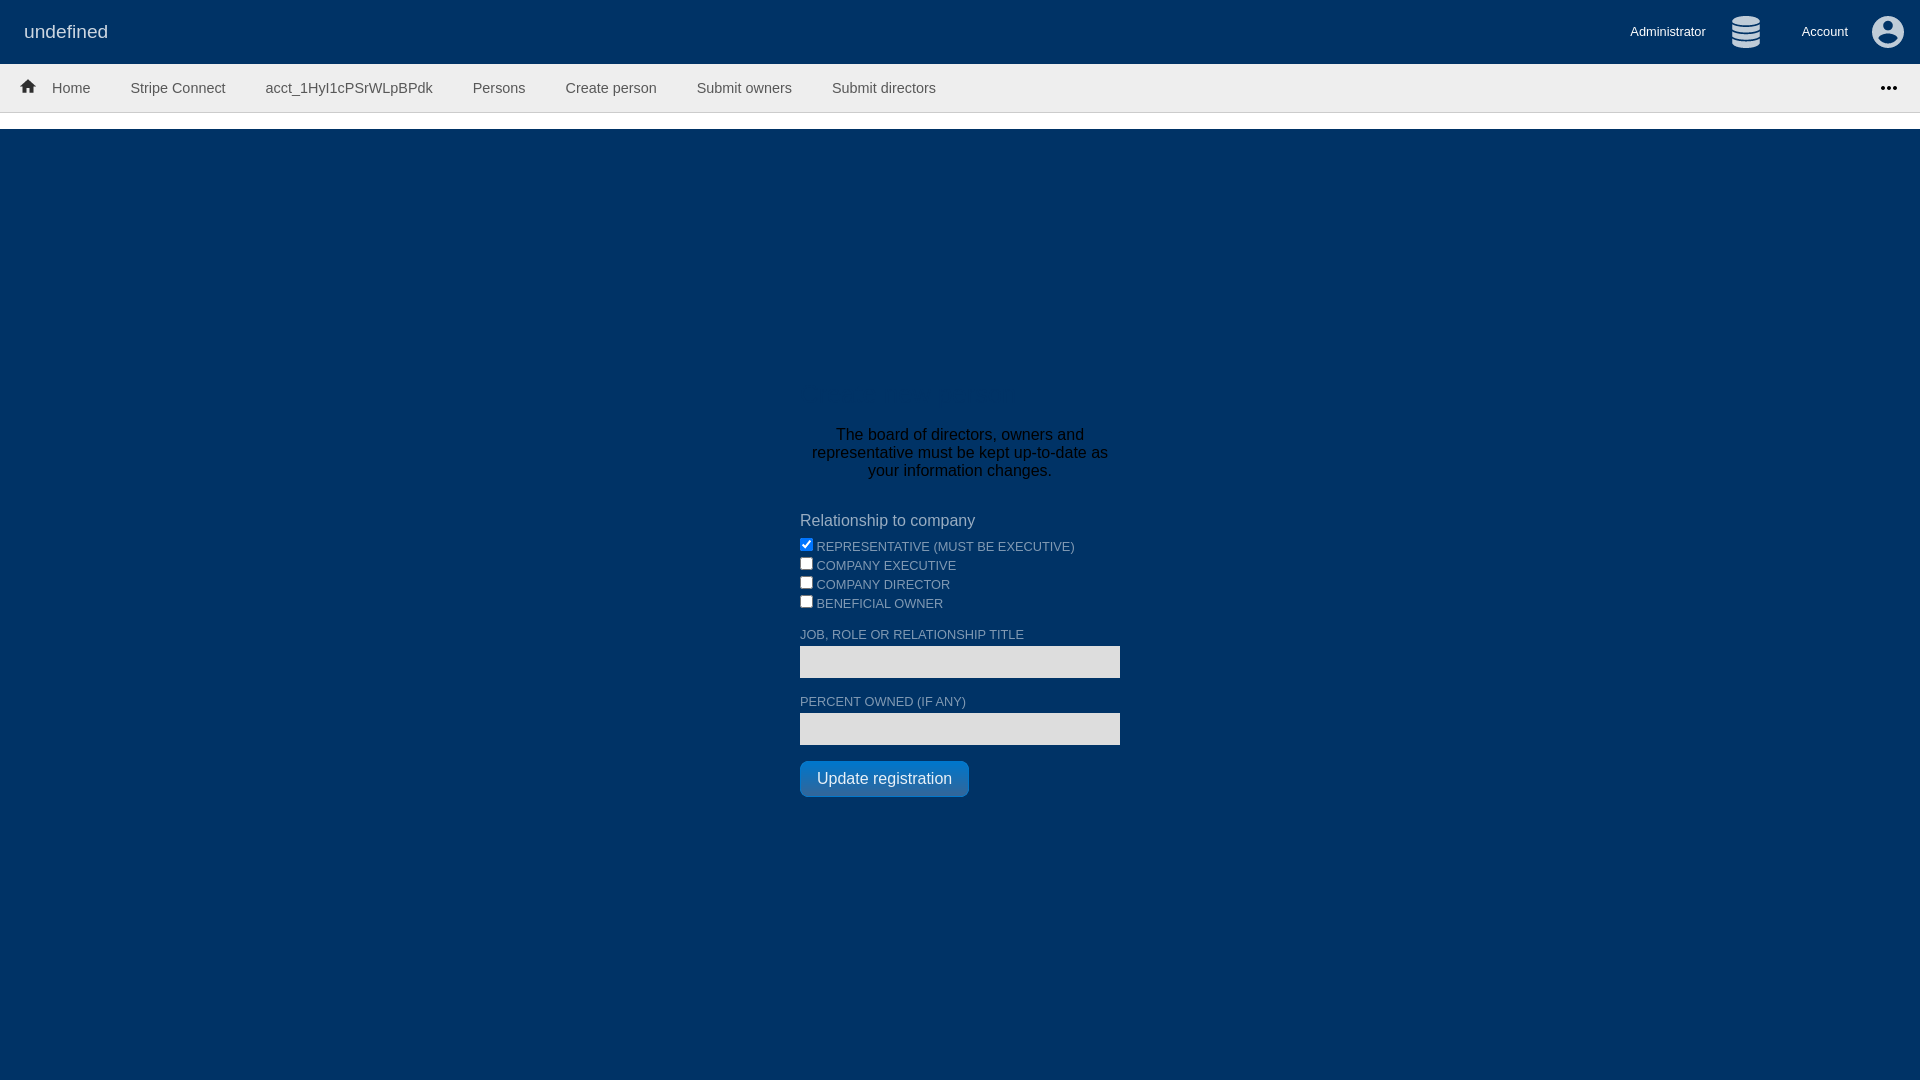 undefined
Administrator
Account
Home
Stripe Connect
acct_1HyI1cPSrWLpBPdk
Persons
Create person
Submit owners
Submit directors
The board of directors, owners and
representative must be kept up-to-date as
your information changes.
Relationship to company
REPRESENTATIVE (MUST BE EXECUTIVE)
COMPANY EXECUTIVE
COMPANY DIRECTOR
BENEFICIAL OWNER
JOB, ROLE OR RELATIONSHIP TITLE
PERCENT OWNED (IF ANY)
Update registration